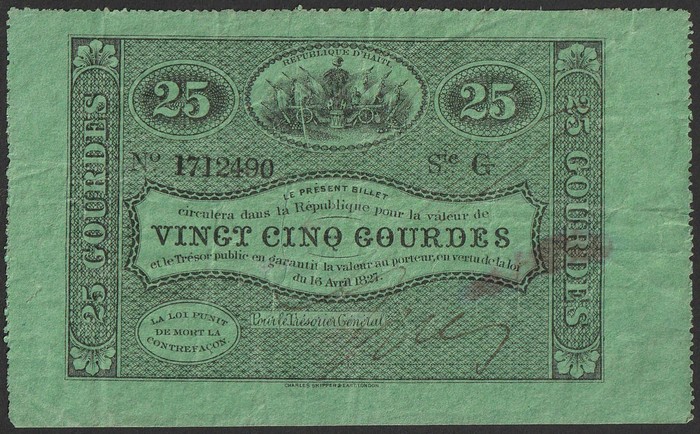 RÉPUBLIQUE D'HAITI
25
25
25 GOURDES
25 GOURDES
No 1712490
Sie G
LE PRÉSENT BILLET
circulera dans la République pour la valeur de
VINGT CINQ GOURDES
et le Trésor public en garantit la valeur au porteur, en vertu de la loi
du 16 Avril 1827.
LA LOI PUNIT
DE MORT LA
CONTREFAÇON
Pour le Trésorier Général
CHARLES SKIPPER & EAST, LONDON